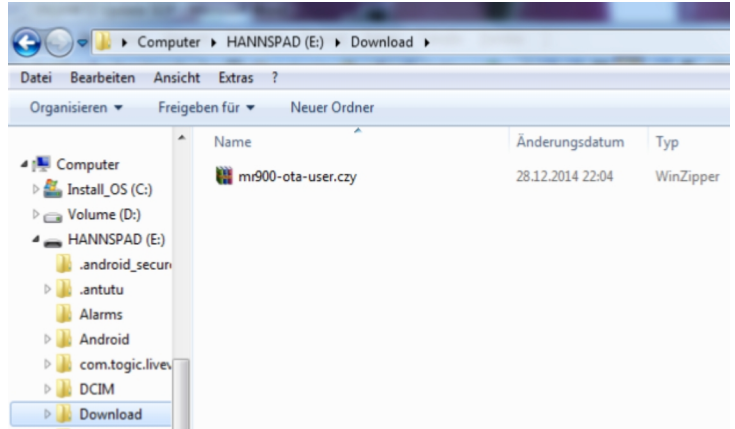 Computer ▸ HANNSPAD (E:) ▸ Download ▸
Datei Bearbeiten Ansicht Extras ?
Organisieren ▾ Freigeben für ▾ Neuer Ordner
Name Änderungsdatum Typ
Computer
Install_OS (C:)
Volume (D:)
HANNSPAD (E:)
.android_secure
.antutu
Alarms
Android
com.togic.livev
DCIM
Download
mr900-ota-user.czy 28.12.2014 22:04 WinZipper